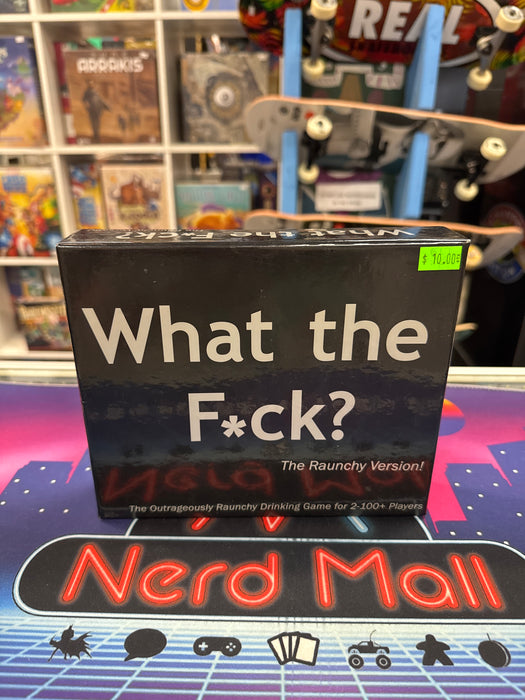 REAL
ARRAKIS
What the F*ck?
$ 10.00
What the
F*ck?
The Raunchy Version!
The Outrageously Raunchy Drinking Game for 2-100+ Players
Nerd Mall